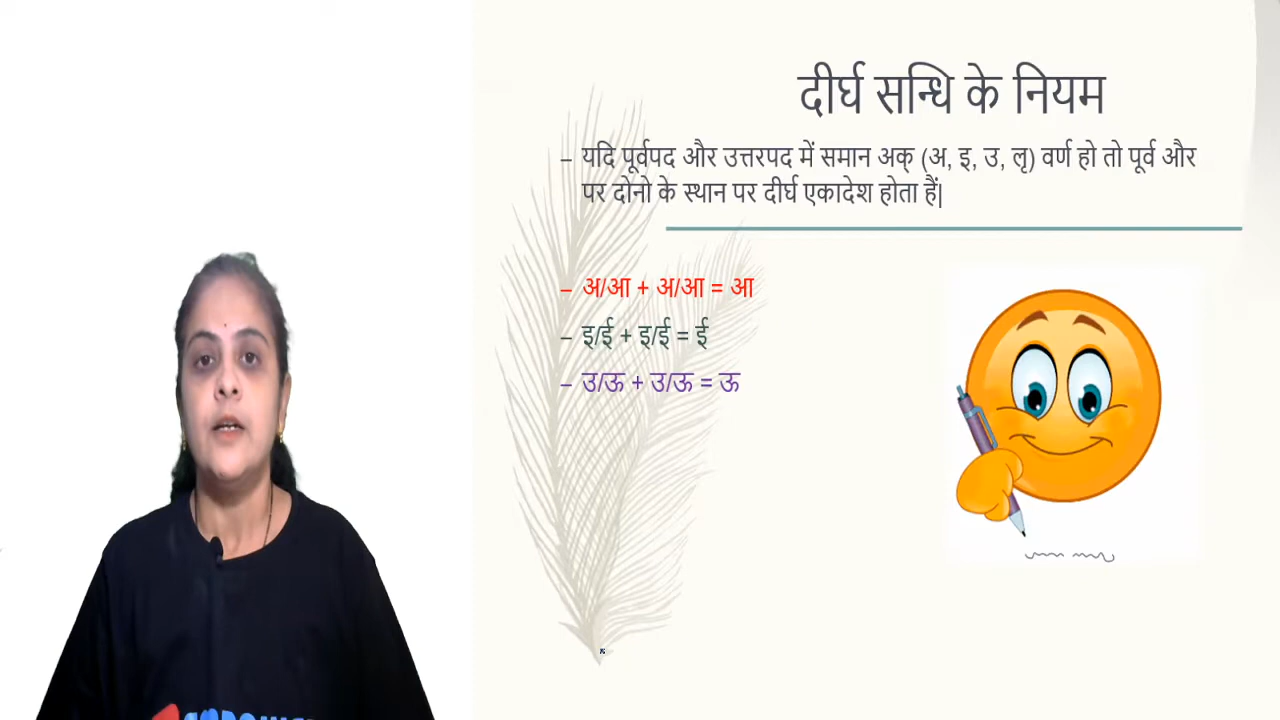 दीर्घ सन्धि के नियम
– यदि पूर्वपद और उत्तरपद में समान अक् (अ, इ, उ, लृ) वर्ण हो तो पूर्व और
पर दोनो के स्थान पर दीर्घ एकादेश होता हैं|
– अ/आ + अ/आ = आ
– इ/ई + इ/ई = ई
– उ/ऊ + उ/ऊ = ऊ